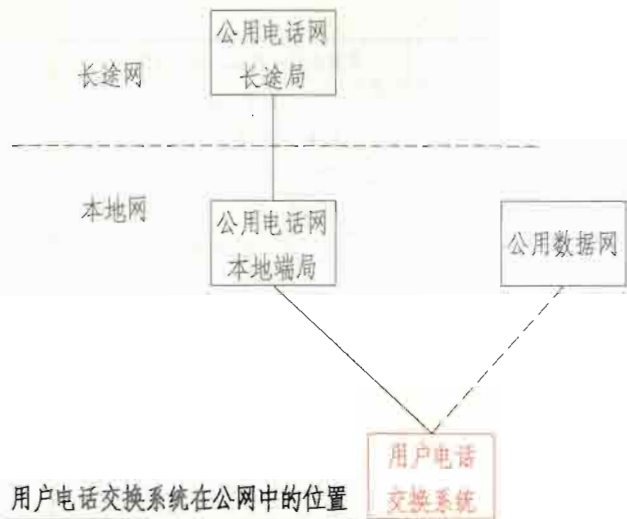 公用电话网
长途局
长途网
本地网
公用电话网
本地端局
公用数据网
用户电话
交换系统
用户电话交换系统在公网中的位置